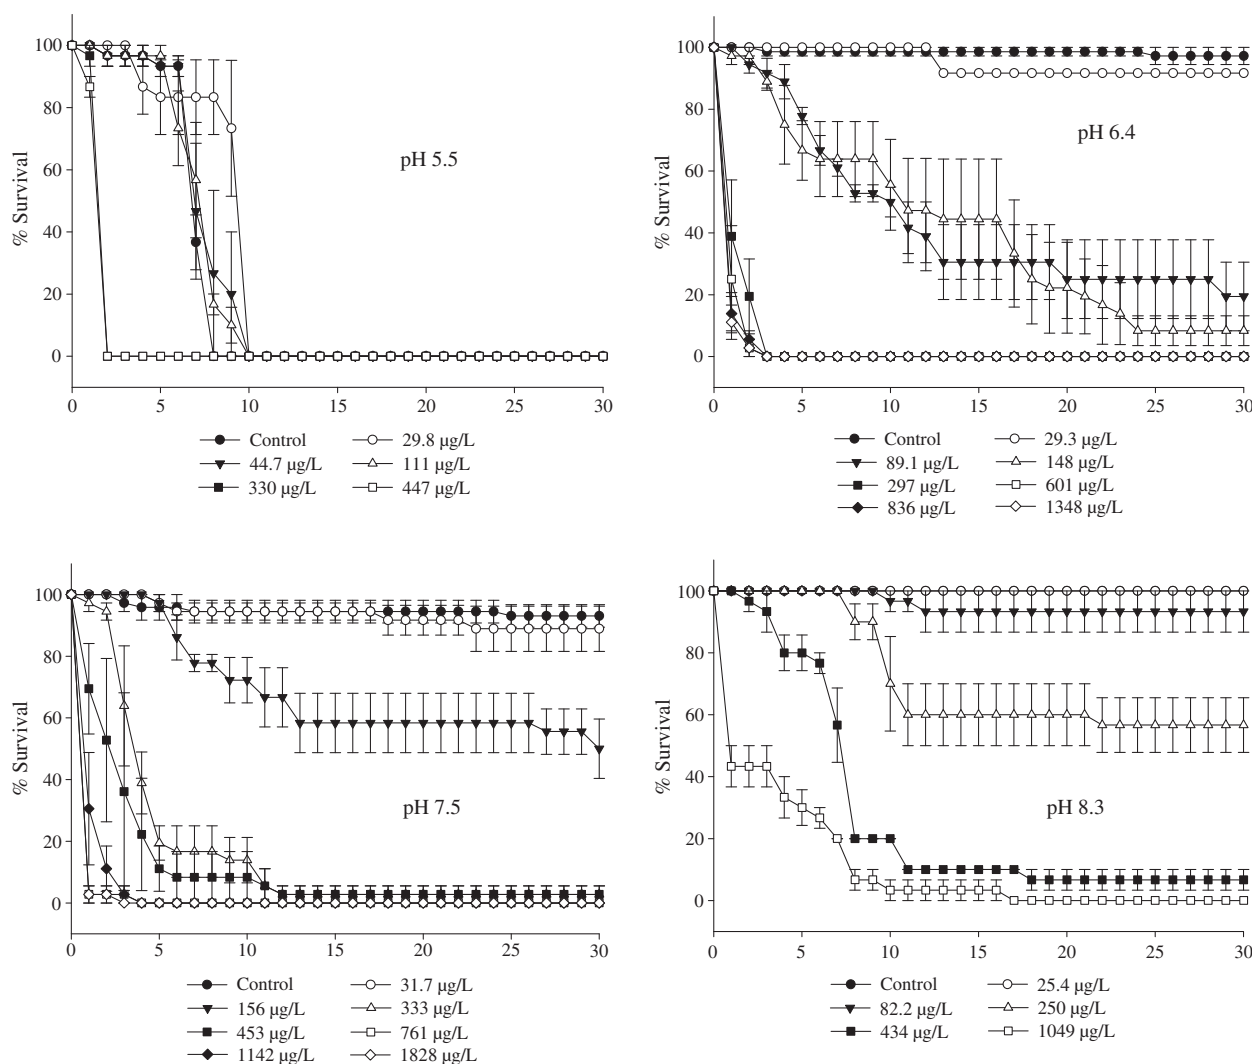 100
80
60
40
20
0
% Survival
pH 5.5
0 5 10 15 20 25 30
Control 29.8 µg/L
44.7 µg/L 111 µg/L
330 µg/L 447 µg/L
100
80
60
40
20
0
% Survival
pH 6.4
0 5 10 15 20 25 30
Control 29.3 µg/L
89.1 µg/L 148 µg/L
297 µg/L 601 µg/L
836 µg/L 1348 µg/L
100
80
60
40
20
0
% Survival
pH 7.5
0 5 10 15 20 25 30
Control 31.7 µg/L
156 µg/L 333 µg/L
453 µg/L 761 µg/L
1142 µg/L 1828 µg/L
100
80
60
40
20
0
% Survival
pH 8.3
0 5 10 15 20 25 30
Control 25.4 µg/L
82.2 µg/L 250 µg/L
434 µg/L 1049 µg/L